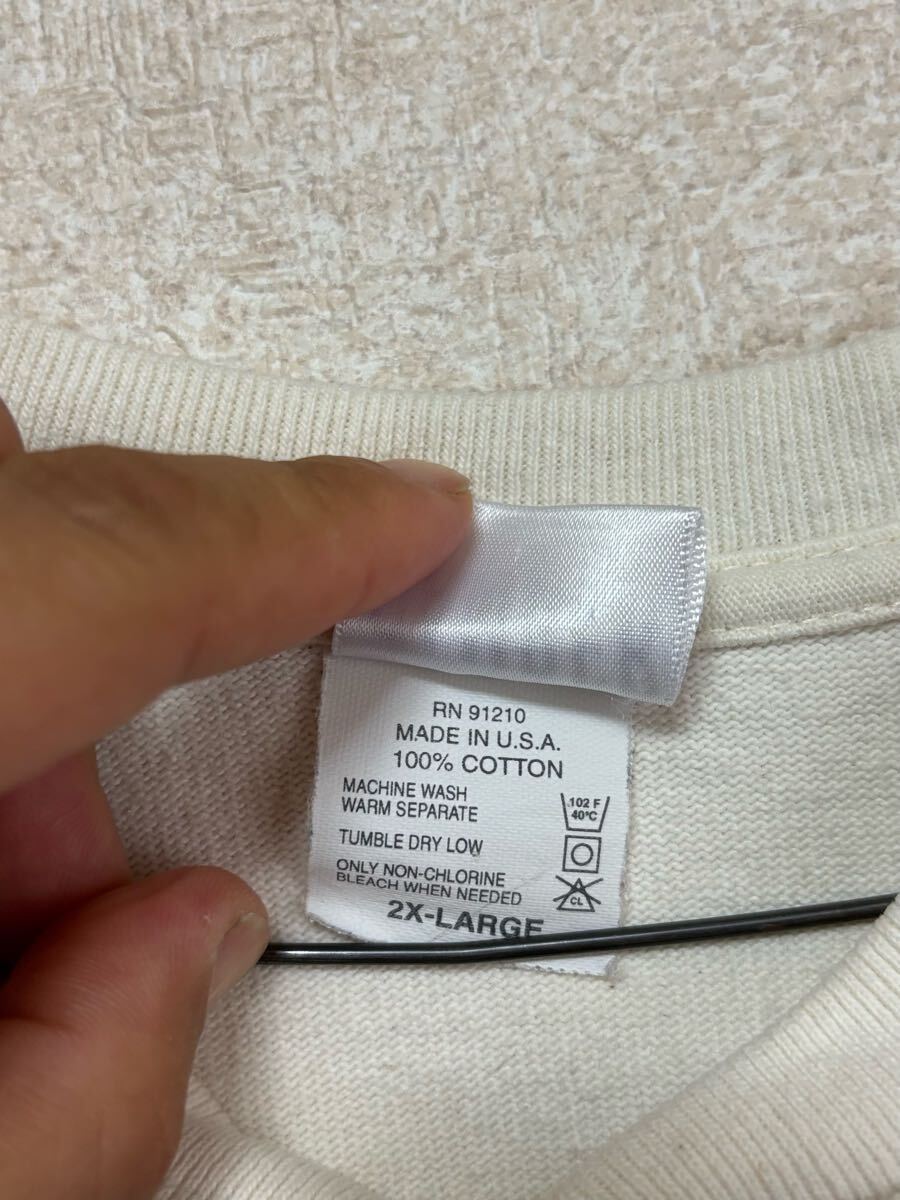 RN 91210
MADE IN U.S.A.
100% COTTON
MACHINE WASH
WARM SEPARATE
102 F
40°C
TUMBLE DRY LOW
ONLY NON-CHLORINE
BLEACH WHEN NEEDED
CL
2X-LARGE